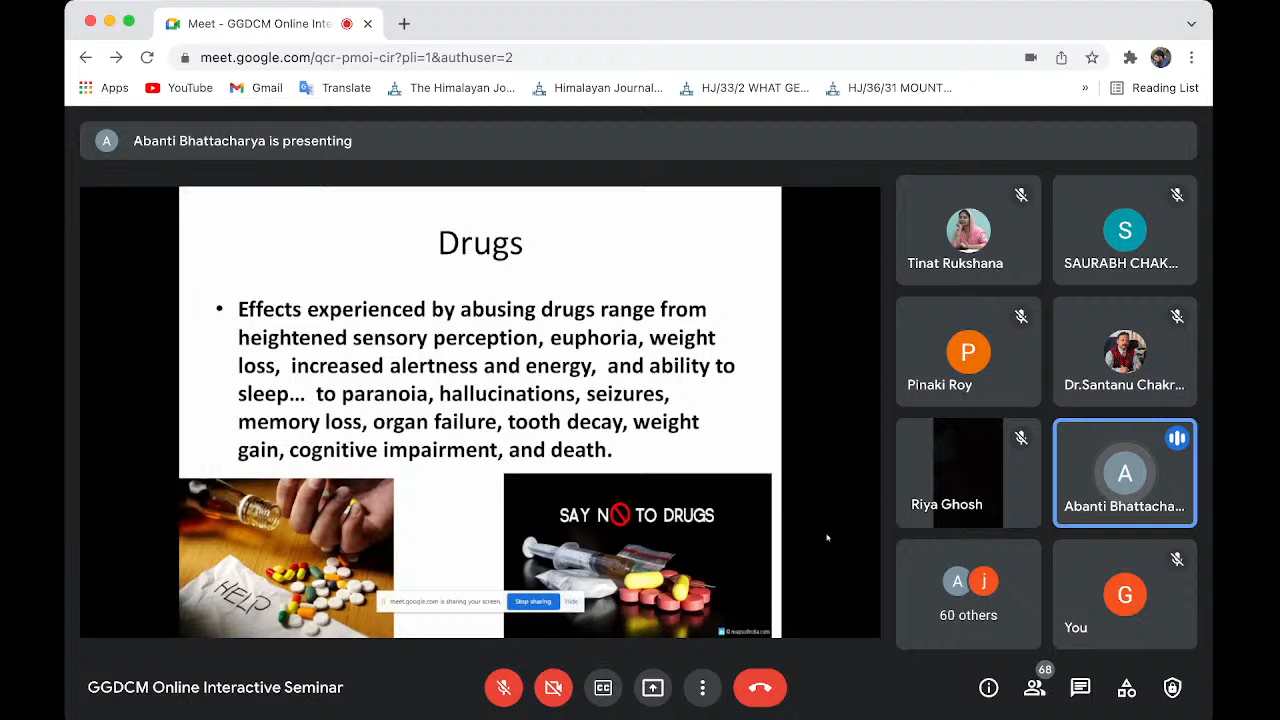 Meet - GGDCM Online Inte
meet.google.com/qcr-pmoi-cir?pli=1&authuser=2
Apps
YouTube
Gmail
Translate
The Himalayan Jo...
Himalayan Journal...
HJ/33/2 WHAT GE...
HJ/36/31 MOUNT...
»
Reading List
A
Abanti Bhattacharya is presenting
Drugs
• Effects experienced by abusing drugs range from
heightened sensory perception, euphoria, weight
loss, increased alertness and energy, and ability to
sleep... to paranoia, hallucinations, seizures,
memory loss, organ failure, tooth decay, weight
gain, cognitive impairment, and death.
HELP
SAY NO TO DRUGS
© mapsofindia.com
meet.google.com is sharing your screen.
Stop sharing
Hide
Tinat Rukshana
S
SAURABH CHAK...
P
Pinaki Roy
Dr.Santanu Chakr...
Riya Ghosh
A
Abanti Bhattacha...
A
j
60 others
G
You
GGDCM Online Interactive Seminar
68